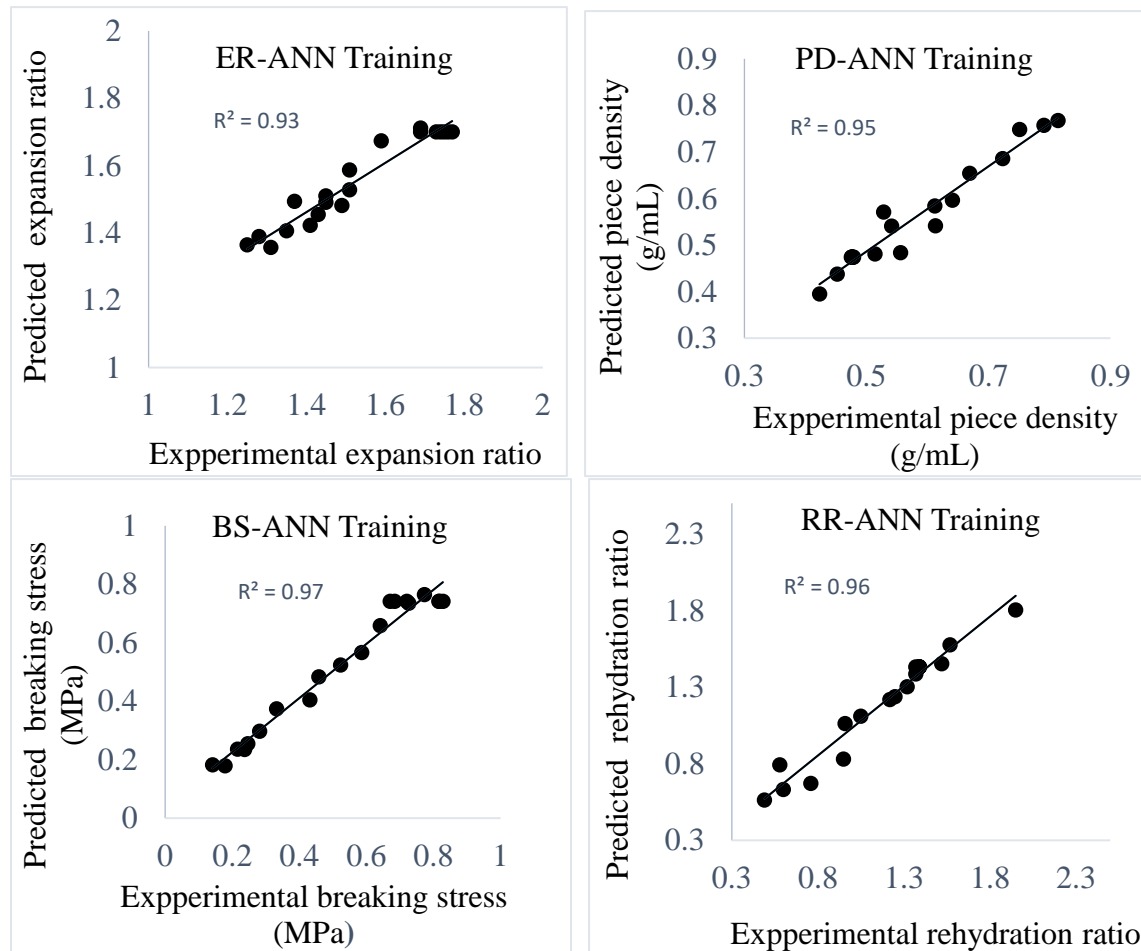 ER-ANN Training
R² = 0.93
Predicted expansion ratio
2
1.8
1.6
1.4
1.2
1
1 1.2 1.4 1.6 1.8 2
Expperimental expansion ratio
PD-ANN Training
R² = 0.95
Predicted piece density
(g/mL)
0.9
0.8
0.7
0.6
0.5
0.4
0.3
0.3 0.5 0.7 0.9
Expperimental piece density
(g/mL)
BS-ANN Training
R² = 0.97
Predicted breaking stress
(MPa)
1
0.8
0.6
0.4
0.2
0
0 0.2 0.4 0.6 0.8 1
Expperimental breaking stress
(MPa)
RR-ANN Training
R² = 0.96
Predicted rehydration ratio
2.3
1.8
1.3
0.8
0.3
0.3 0.8 1.3 1.8 2.3
Expperimental rehydration ratio